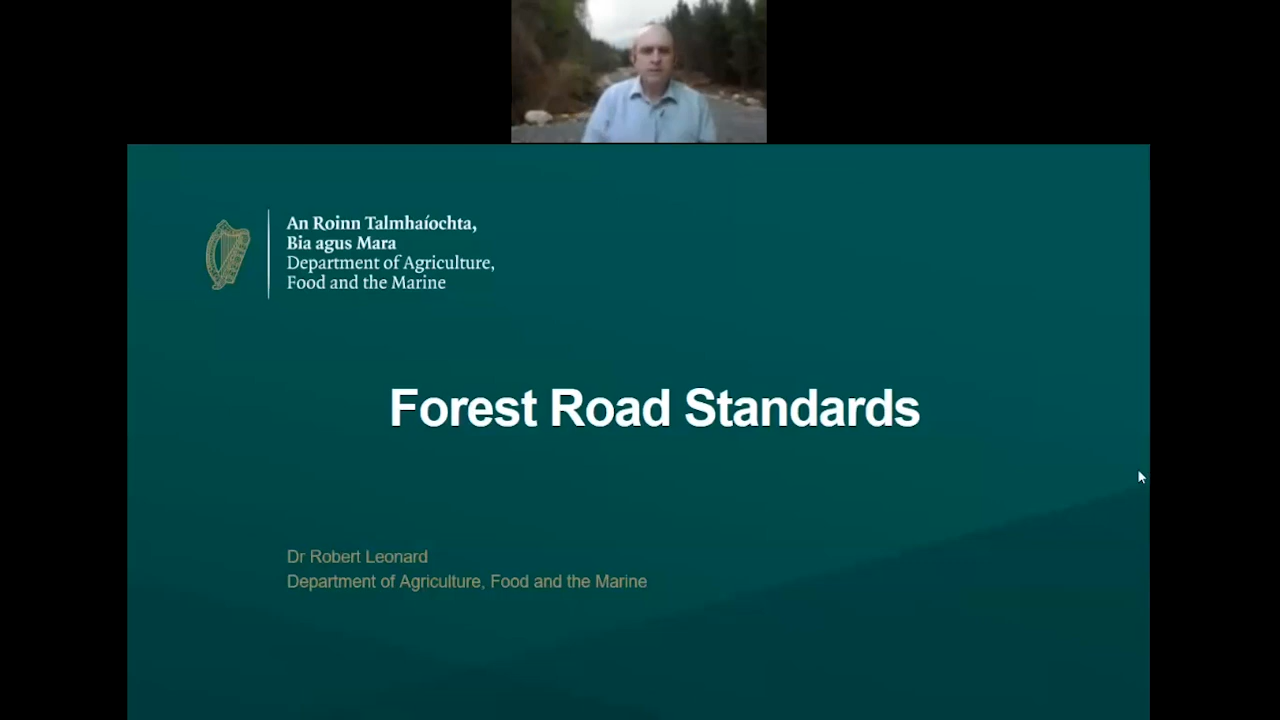 An Roinn Talmhaíochta,
Bia agus Mara
Department of Agriculture,
Food and the Marine
Forest Road Standards
Dr Robert Leonard
Department of Agriculture, Food and the Marine